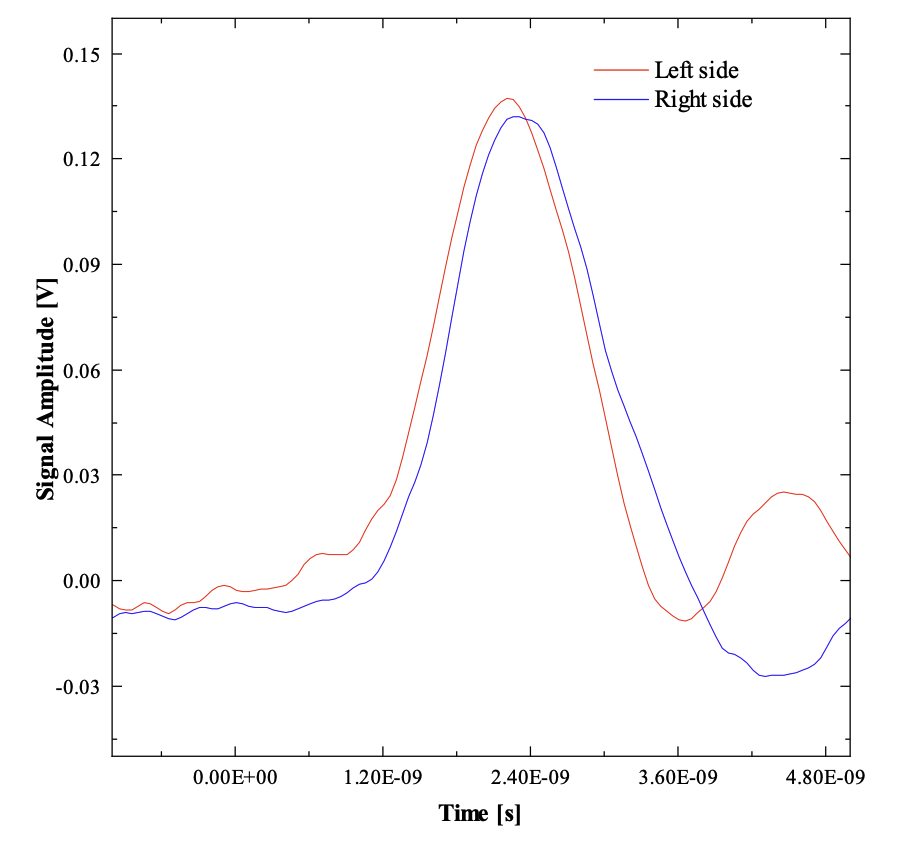 Left side
Right side
0.15
0.12
0.09
0.06
0.03
0.00
-0.03
Signal Amplitude [V]
0.00E+00 1.20E-09 2.40E-09 3.60E-09 4.80E-09
Time [s]